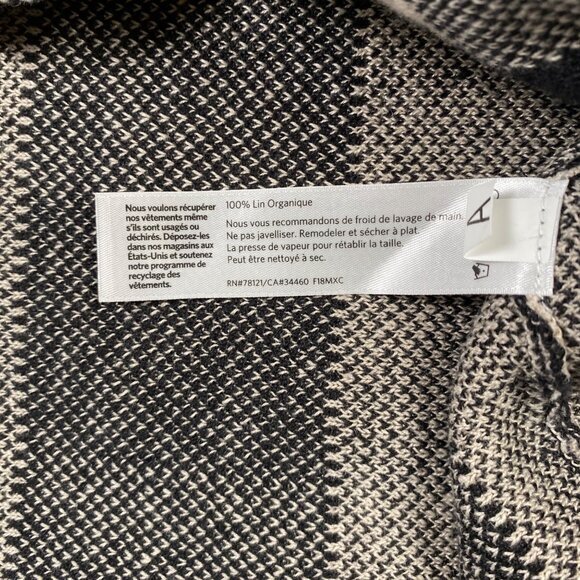 Nous voulons récupérer
nos vêtements même
s'ils sont usagés ou
déchirés. Déposez-les
dans nos magasins aux
États-Unis et soutenez
notre programme de
recyclage des
vêtements.
100% Lin Organique
Nous vous recommandons de froid de lavage de main.
Ne pas javelliser. Remodeler et sécher à plat.
La presse de vapeur pour rétablir la taille.
Peut être nettoyé à sec.
RN#78121/CA#34460 F18MXC
A